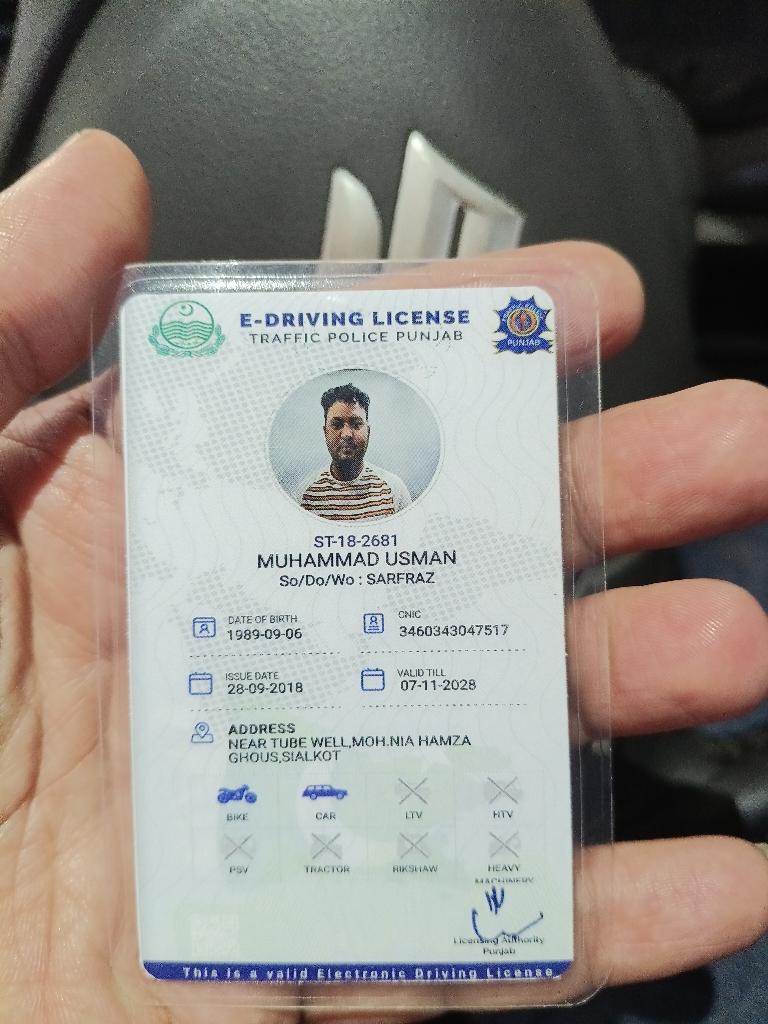 E-DRIVING LICENSE
TRAFFIC POLICE PUNJAB
PUNJAB
ST-18-2681
MUHAMMAD USMAN
So/Do/Wo : SARFRAZ
DATE OF BIRTH
1989-09-06
CNIC
3460343047517
ISSUE DATE
28-09-2018
VALID TILL
07-11-2028
ADDRESS
NEAR TUBE WELL,MOH.NIA HAMZA
GHOUS,SIALKOT
BIKE CAR LTV HTV
PSV TRACTOR RIKSHAW HEAVY
MACHINERY
Licensing Authority
Punjab
This is a valid Electronic Driving License